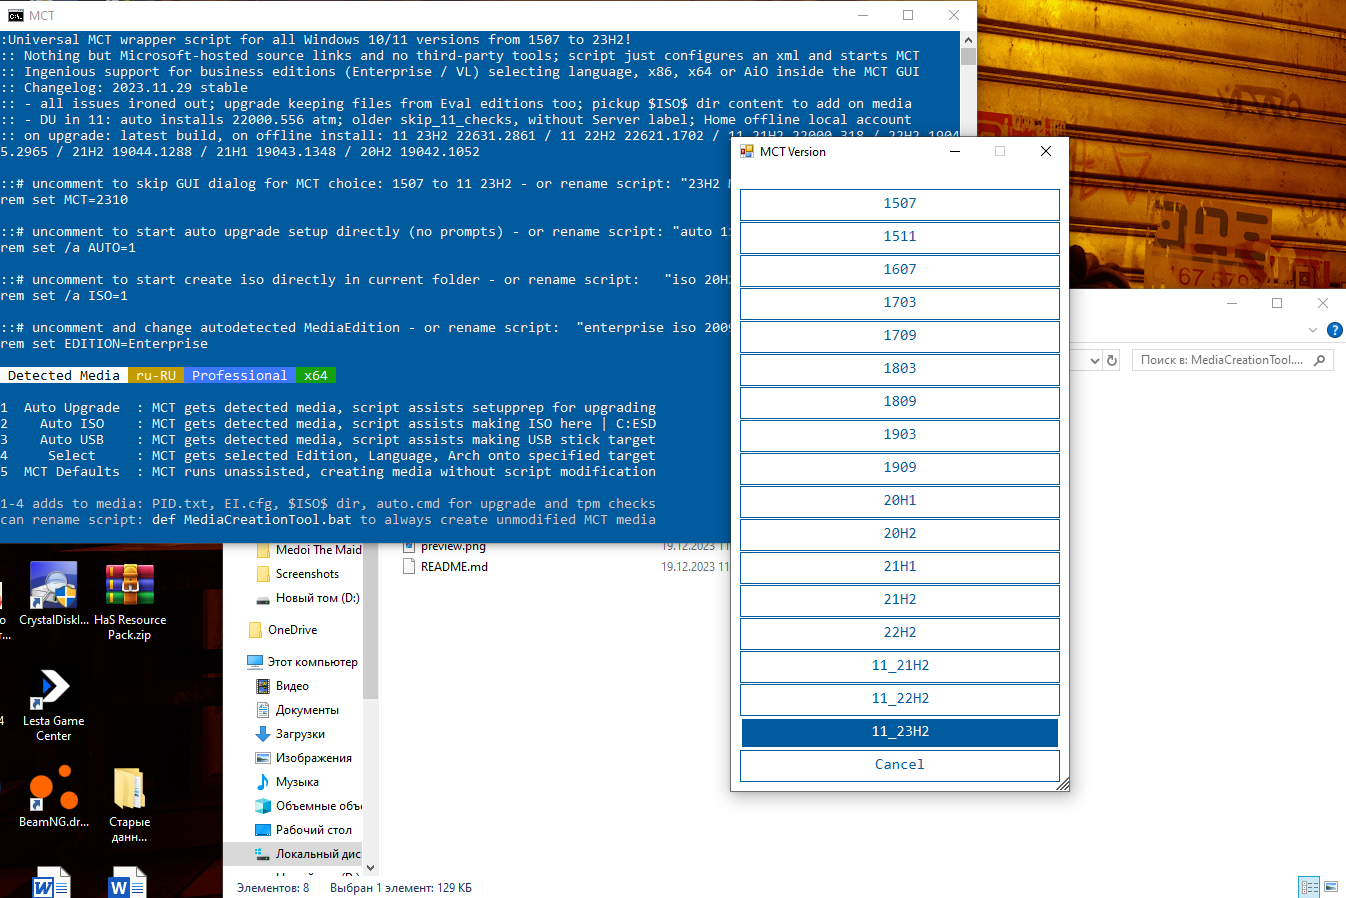 MCT
:Universal MCT wrapper script for all Windows 10/11 versions from 1507 to 23H2!
:: Nothing but Microsoft-hosted source links and no third-party tools; script just configures an xml and starts MCT
:: Ingenious support for business editions (Enterprise / VL) selecting language, x86, x64 or AiO inside the MCT GUI
:: Changelog: 2023.11.29 stable
:: - all issues ironed out; upgrade keeping files from Eval editions too; pickup $ISO$ dir content to add on media
:: - DU in 11: auto installs 22000.556 atm; older skip_11_checks, without Server label; Home offline local account
:: on upgrade: latest build, on offline install: 11 23H2 22631.2861 / 11 22H2 22621.1702 / 11 21H2 22000.318 / 22H2 1904
5.2965 / 21H2 19044.1288 / 21H1 19043.1348 / 20H2 19042.1052
::# uncomment to skip GUI dialog for MCT choice: 1507 to 11 23H2 - or rename script: "23H2
rem set MCT=2310
::# uncomment to start auto upgrade setup directly (no prompts) - or rename script: "auto 11
rem set /a AUTO=1
::# uncomment to start create iso directly in current folder - or rename script: "iso 20H
rem set /a ISO=1
::# uncomment and change autodetected MediaEdition - or rename script: "enterprise iso 2009
rem set EDITION=Enterprise
Detected Media ru-RU Professional x64
1 Auto Upgrade : MCT gets detected media, script assists setupprep for upgrading
2 Auto ISO : MCT gets detected media, script assists making ISO here | C:ESD
3 Auto USB : MCT gets detected media, script assists making USB stick target
4 Select : MCT gets selected Edition, Language, Arch onto specified target
5 MCT Defaults : MCT runs unassisted, creating media without script modification
1-4 adds to media: PID.txt, EI.cfg, $ISO$ dir, auto.cmd for upgrade and tpm checks
can rename script: def MediaCreationTool.bat to always create unmodified MCT media
MCT Version
1507
1511
1607
1703
1709
1803
1809
1903
1909
20H1
20H2
21H1
21H2
22H2
11_21H2
11_22H2
11_23H2
Cancel
Поиск в: MediaCreationTool....
preview.png 19.12.2023 11
README.md 19.12.2023 11
Medoi The Maid
Screenshots
Новый том (D:)
OneDrive
Этот компьютер
Видео
Документы
Загрузки
Изображения
Музыка
Объемные объ
Рабочий стол
Локальный дис
Элементов: 8 Выбран 1 элемент: 129 КБ
CrystalDiskI...
HaS Resource
Pack.zip
Lesta Game
Center
BeamNG.dr...
Старые
данн...